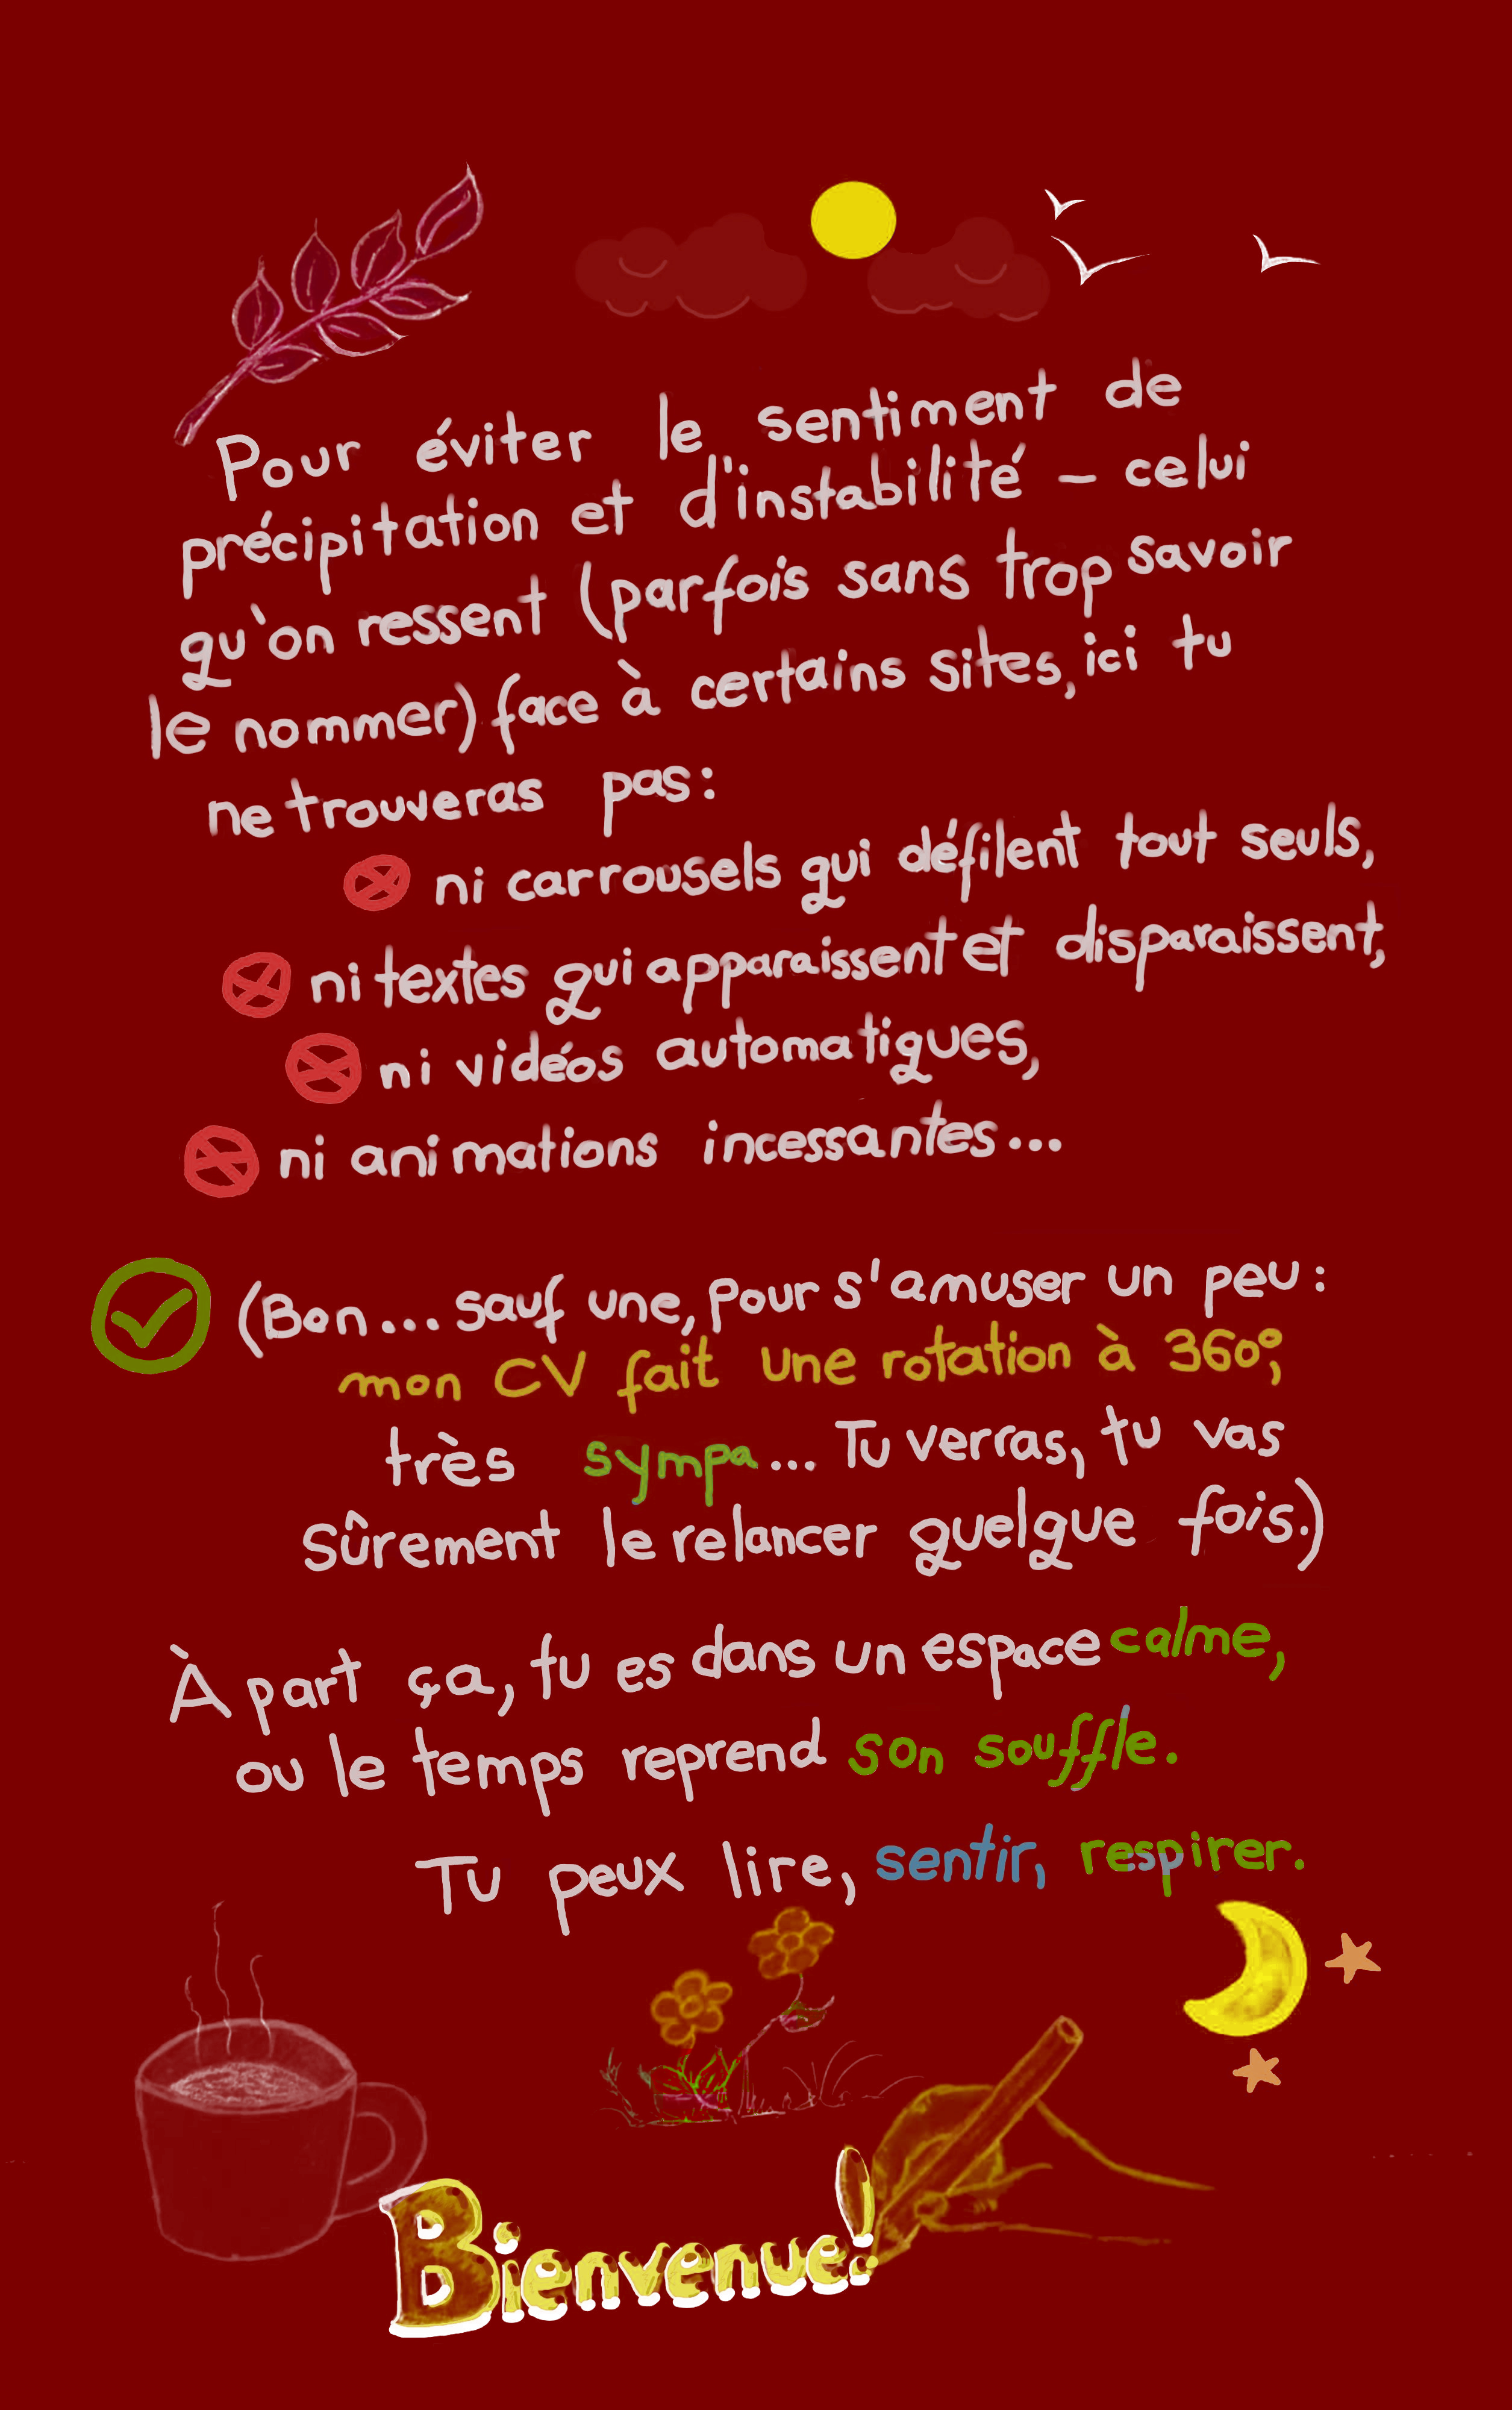 Pour éviter le sentiment de
précipitation et d'instabilité – celui
qu'on ressent (parfois sans trop savoir
le nommer) face à certains sites, ici tu
ne trouveras pas:
ni carrousels qui défilent tout seuls,
ni textes qui apparaissent et disparaissent,
ni vidéos automatiques,
ni animations incessantes...
(Bon... sauf une, pour s'amuser un peu:
mon CV fait une rotation à 360°,
très sympa... Tu verras, tu vas
sûrement le relancer quelque fois.)
À part ça, tu es dans un espace calme,
ou le temps reprend son souffle.
Tu peux lire, sentir, respirer.
Bienvenue!